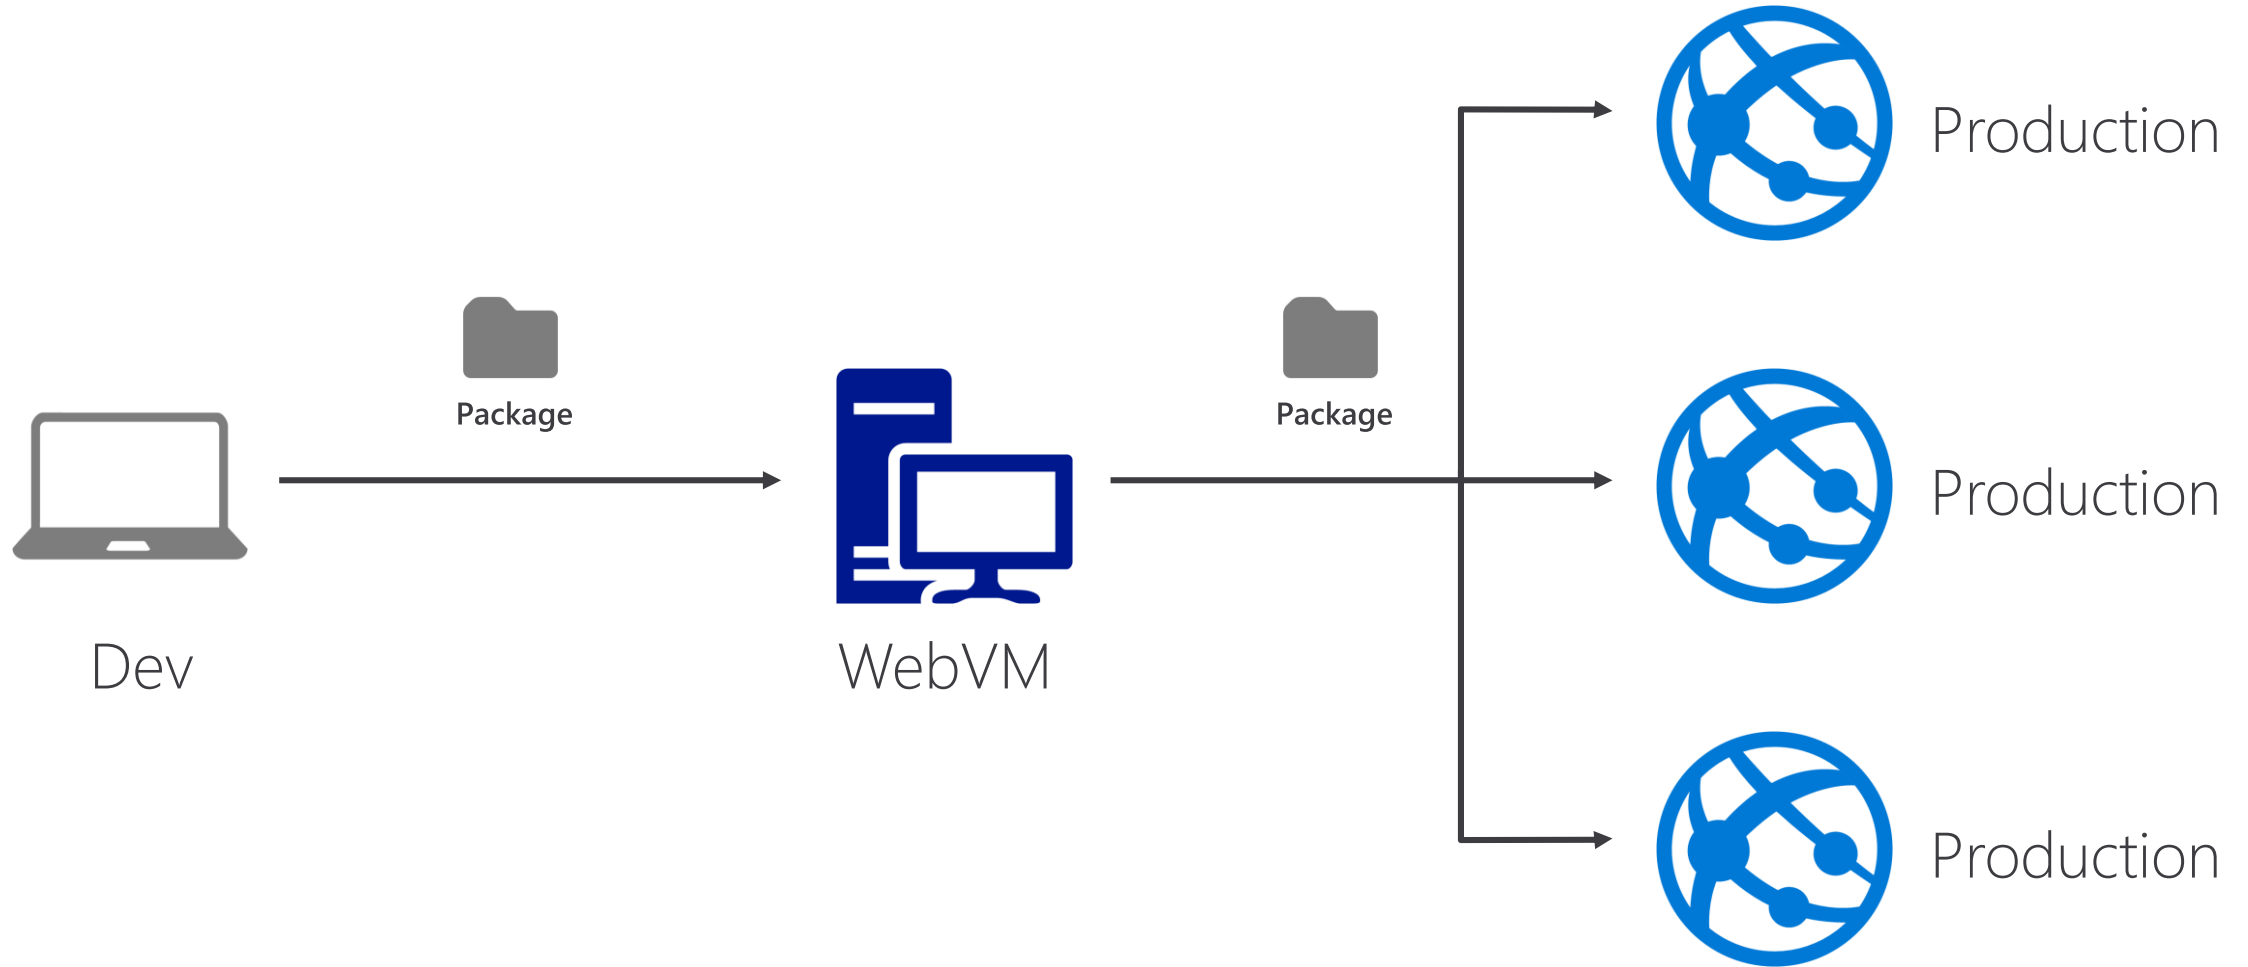 Production
Package
Package
Production
Dev
WebVM
Production